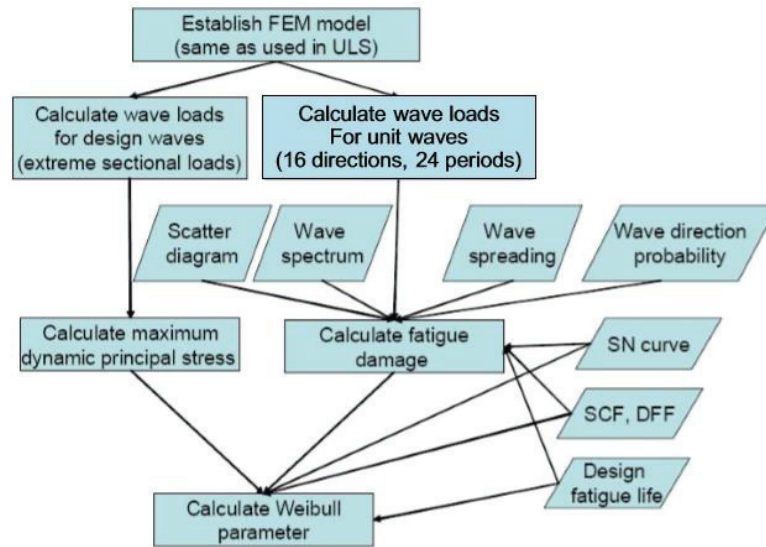 Establish FEM model
(same as used in ULS)
Calculate wave loads
for design waves
(extreme sectional loads)
Calculate wave loads
For unit waves
(16 directions, 24 periods)
Scatter
diagram
Wave
spectrum
Wave
spreading
Wave direction
probability
Calculate maximum
dynamic principal stress
Calculate fatigue
damage
SN curve
SCF, DFF
Design
fatigue life
Calculate Weibull
parameter